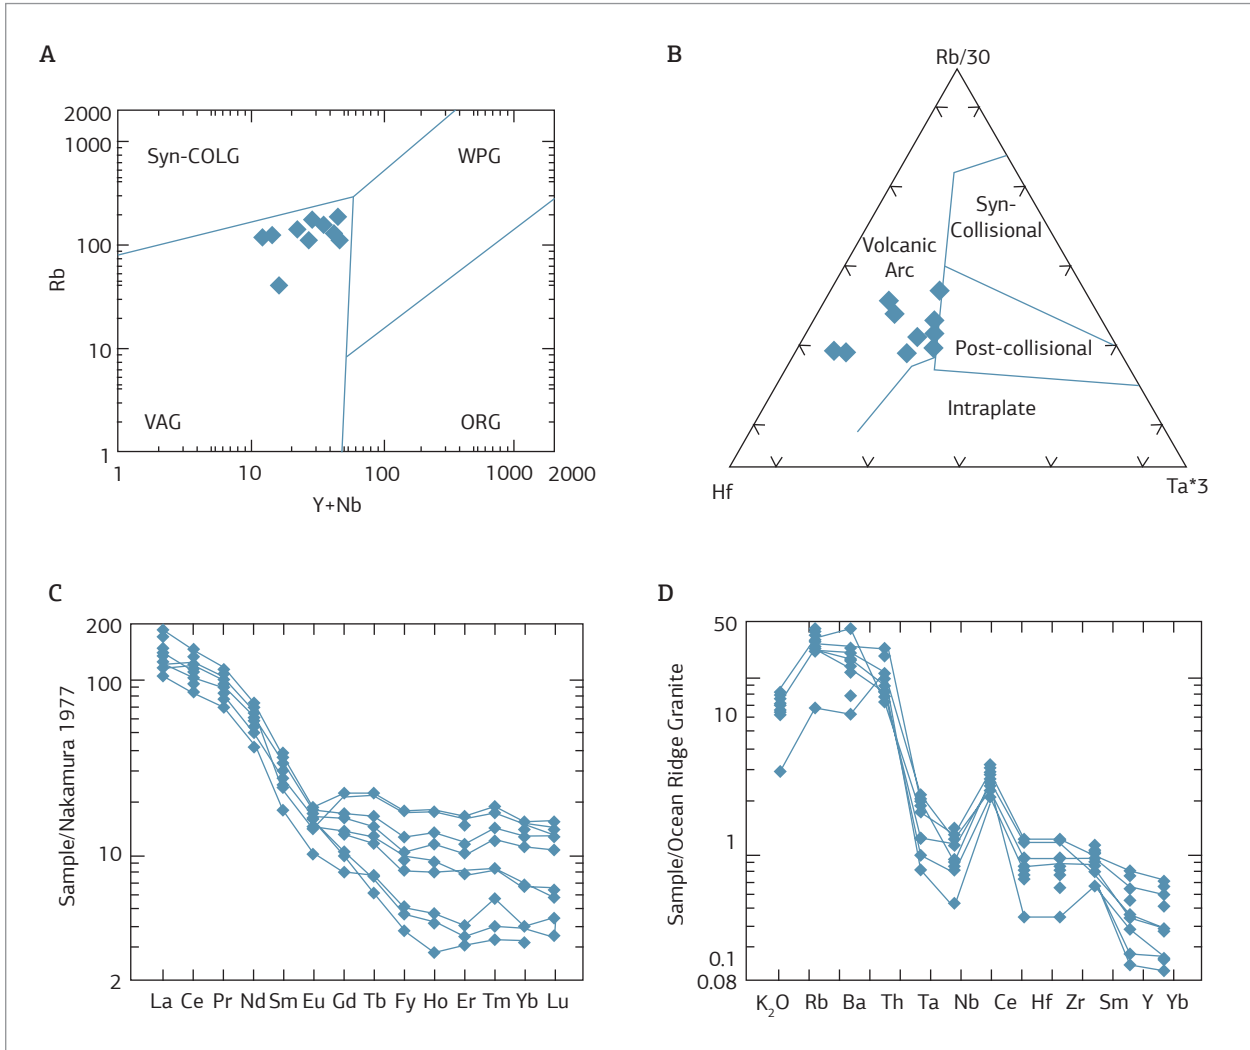 A
2000
1000
100
10
1
Rb
Syn-COLG
WPG
VAG
ORG
1
10
100
1000
2000
Y+Nb
B
Rb/30
Syn-
Collisional
Volcanic
Arc
Post-collisional
Intraplate
Hf
Ta*3
C
200
100
10
2
Sample/Nakamura 1977
La Ce Pr Nd Sm Eu Gd Tb Fy Ho Er Tm Yb Lu
D
50
10
1
0.1
0.08
Sample/Ocean Ridge Granite
K₂O Rb Ba Th Ta Nb Ce Hf Zr Sm Y Yb